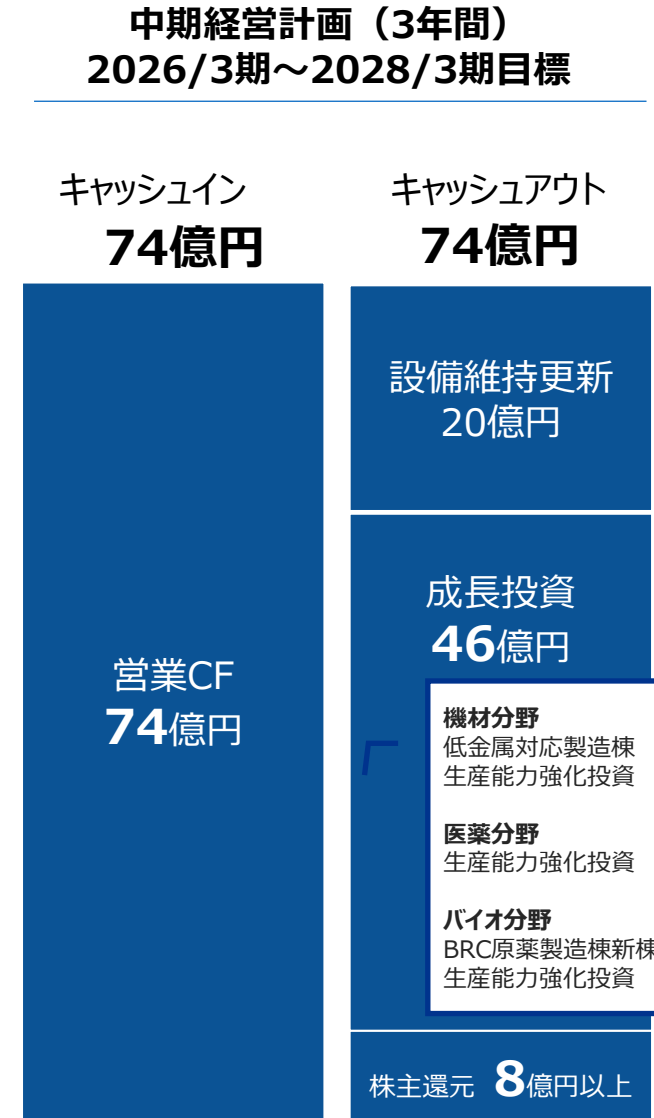 中期経営計画（3年間）
2026/3期～2028/3期目標
キャッシュイン
74億円
営業CF
74億円
キャッシュアウト
74億円
設備維持更新
20億円
成長投資
46億円
機材分野
低金属対応製造棟
生産能力強化投資
医薬分野
生産能力強化投資
バイオ分野
BRC原薬製造棟新棟
生産能力強化投資
株主還元 8億円以上